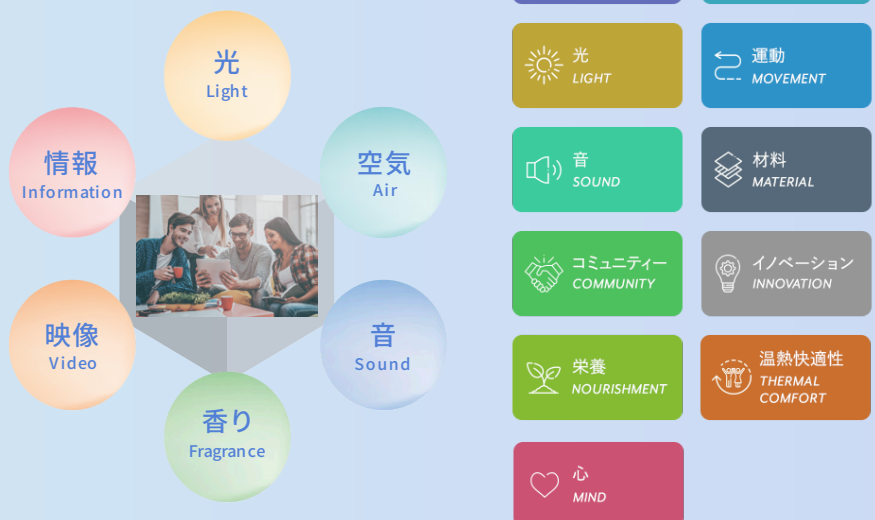 光
Light
情報
Information
空気
Air
映像
Video
音
Sound
香り
Fragrance
光
LIGHT
運動
MOVEMENT
音
SOUND
材料
MATERIAL
コミュニティー
COMMUNITY
イノベーション
INNOVATION
栄養
NOURISHMENT
温熱快適性
THERMAL
COMFORT
心
MIND